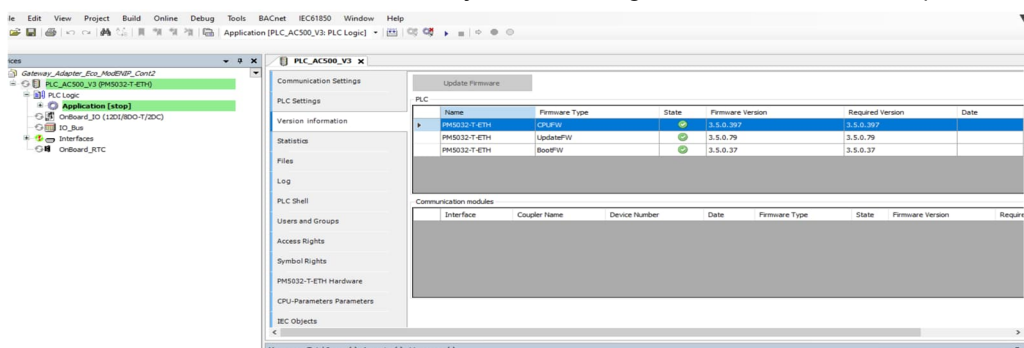 le Edit View Project Build Online Debug Tools BACnet IEC61850 Window Help
Application [PLC_AC500_V3: PLC Logic]
ces
PLC_AC500_V3 X
Gateway_Adapter_Eco_ModENIP_Cont2
PLC_AC500_V3 (PM5032-T-ETH)
PLC Logic
Application [stop]
OnBoard_IO (12DI/8DO-T/2DC)
IO_Bus
Interfaces
OnBoard_RTC
Communication Settings
PLC Settings
Version information
Statistics
Files
Log
PLC Shell
Users and Groups
Access Rights
Symbol Rights
PM5032-T-ETH Hardware
CPU-Parameters Parameters
IEC Objects
Update Firmware
PLC
Name Firmware Type State Firmware Version Required Version Date
PM5032-T-ETH CPUFW 3.5.0.397 3.5.0.397
PM5032-T-ETH UpdateFW 3.5.0.79 3.5.0.79
PM5032-T-ETH BootFW 3.5.0.37 3.5.0.37
Communication modules
Interface Coupler Name Device Number Date Firmware Type State Firmware Version Require